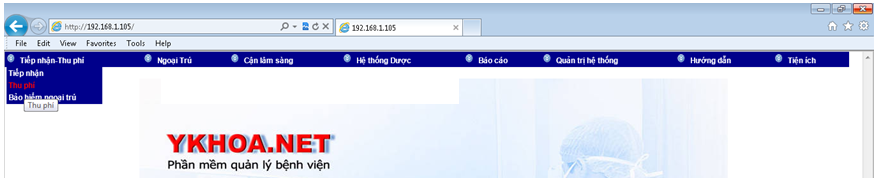 http://192.168.1.105/
192.168.1.105
File Edit View Favorites Tools Help
Tiếp nhận-Thu phí Ngoại Trú Cận lâm sàng Hệ thống Dược Báo cáo Quản trị hệ thống Hướng dẫn Tiện ích
Tiếp nhận
Thu phí
Bảo hiểm ngoại trú
Thu phí
YKHOA.NET
Phần mềm quản lý bệnh viện